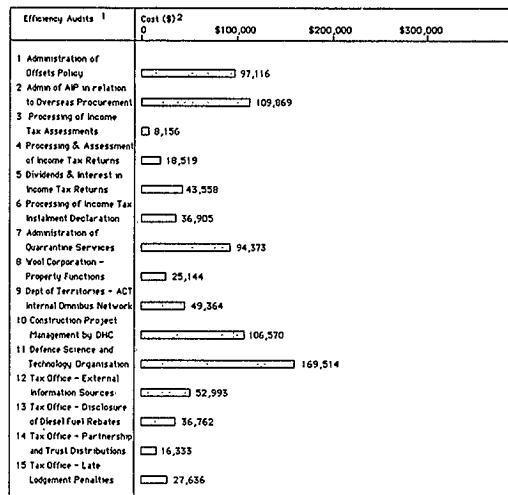 Efficiency Audits 1 Cost ($)2
0 $100,000 $200,000 $300,000
1 Administration of
Offsets Policy 97,116
2 Admin of AIP in relation
to Overseas Procurement 109,869
3 Processing of Income
Tax Assessments 8,156
4 Processing & Assessment
of Income Tax Returns 18,519
5 Dividends & Interest in
Income Tax Returns 43,558
6 Processing of Income Tax
Instalment Declaration 36,905
7 Administration of
Quarantine Services 94,373
8 Wool Corporation -
Property Functions 25,144
9 Dept of Territories - ACT
Internal Omnibus Network 49,364
10 Construction Project
Management by DHC 106,570
11 Defence Science and
Technology Organisation 169,514
12 Tax Office - External
Information Sources 52,993
13 Tax Office - Disclosure
of Diesel Fuel Rebates 36,762
14 Tax Office - Partnership
and Trust Distributions 16,333
15 Tax Office - Late
Lodgement Penalties 27,636